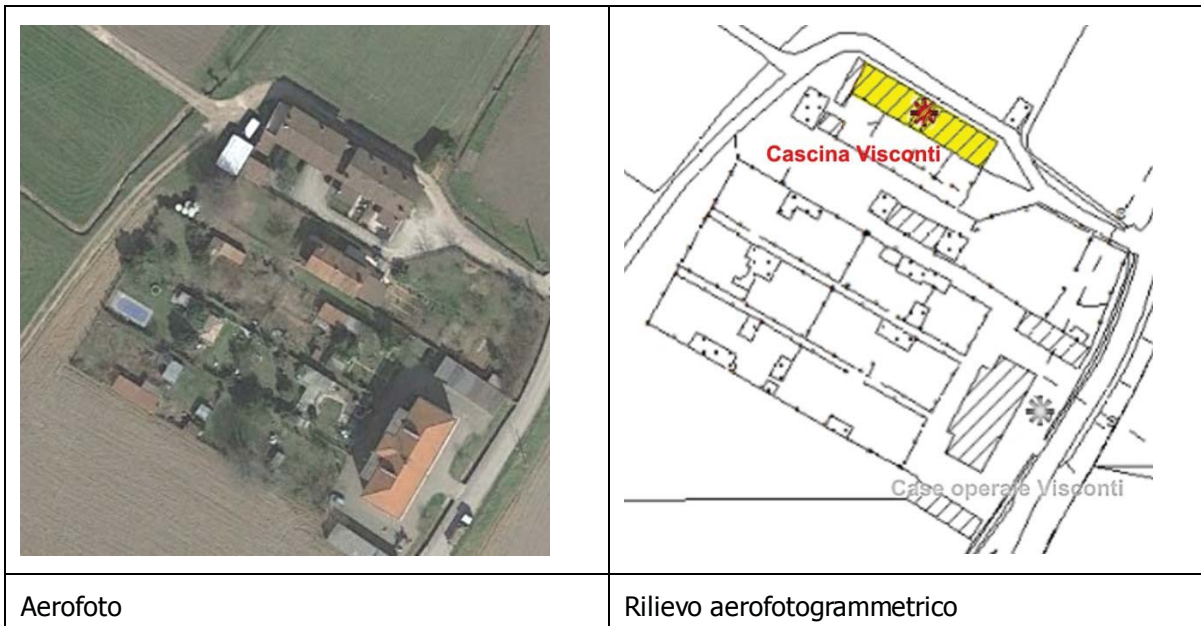 Cascina Visconti
Case operaie Visconti
Aerofoto
Rilievo aerofotogrammetrico